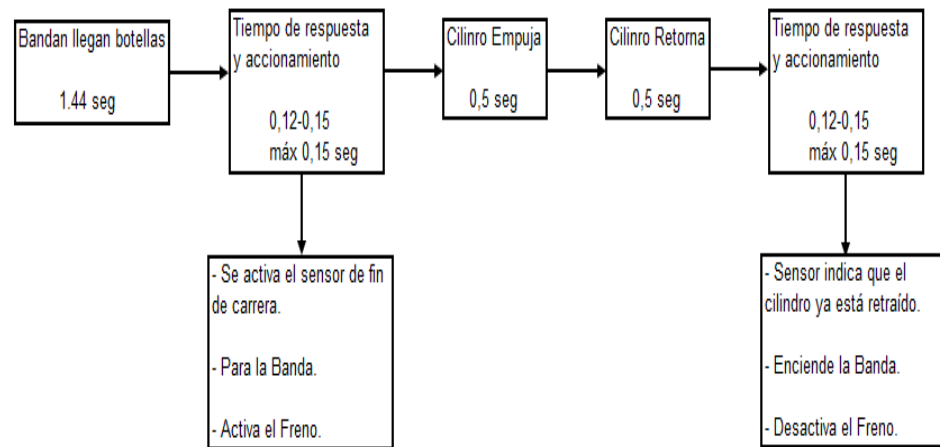 Bandan llegan botellas
1.44 seg
Tiempo de respuesta
y accionamiento
0,12-0,15
máx 0,15 seg
Cilinro Empuja
0,5 seg
Cilinro Retorna
0,5 seg
Tiempo de respuesta
y accionamiento
0,12-0,15
máx 0,15 seg
- Se activa el sensor de fin
de carrera.
- Para la Banda.
- Activa el Freno.
- Sensor indica que el
cilindro ya está retraído.
- Enciende la Banda.
- Desactiva el Freno.